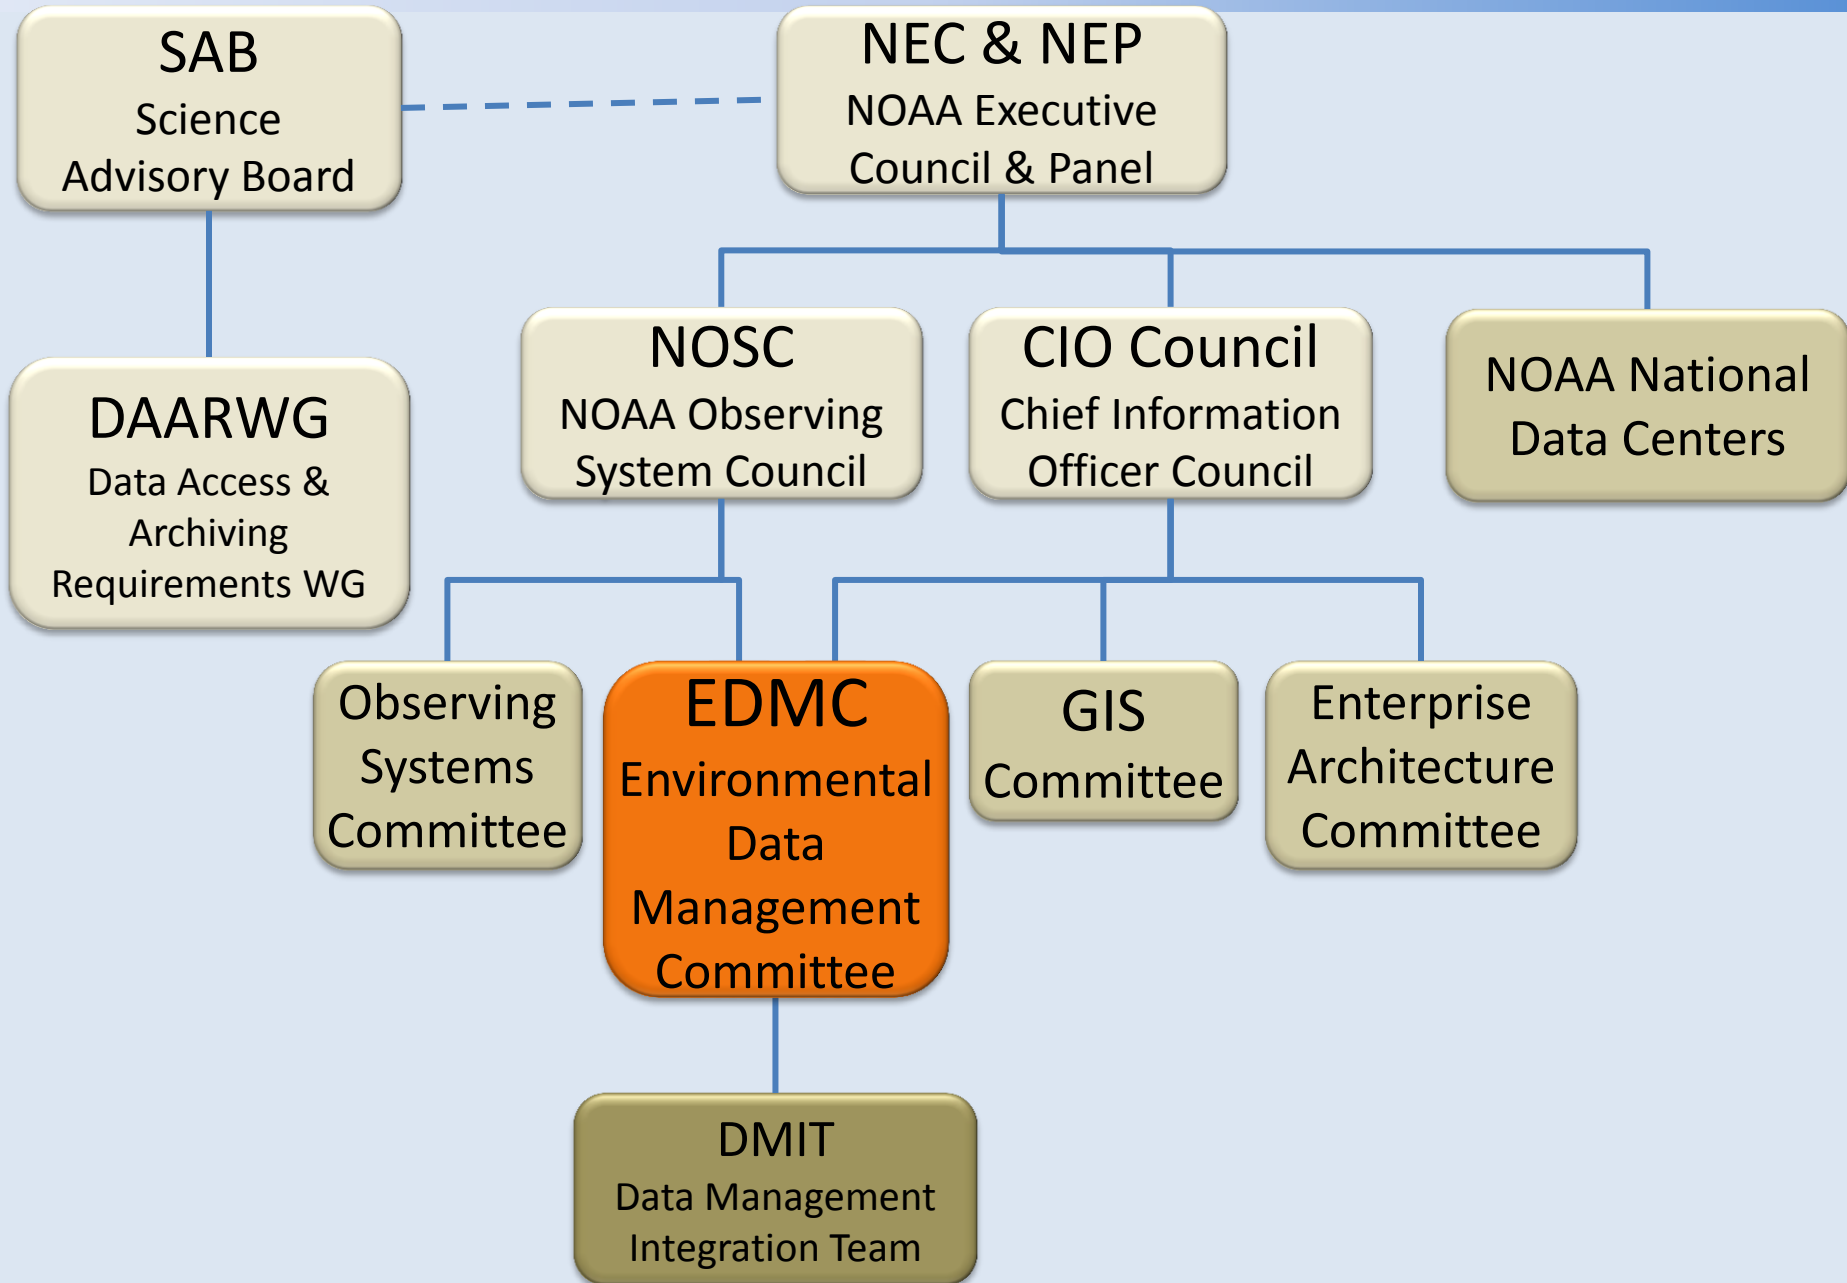 SAB
Science
Advisory Board
NEC & NEP
NOAA Executive
Council & Panel
DAARWG
Data Access &
Archiving
Requirements WG
NOSC
NOAA Observing
System Council
CIO Council
Chief Information
Officer Council
NOAA National
Data Centers
Observing
Systems
Committee
EDMC
Environmental
Data
Management
Committee
GIS
Committee
Enterprise
Architecture
Committee
DMIT
Data Management
Integration Team